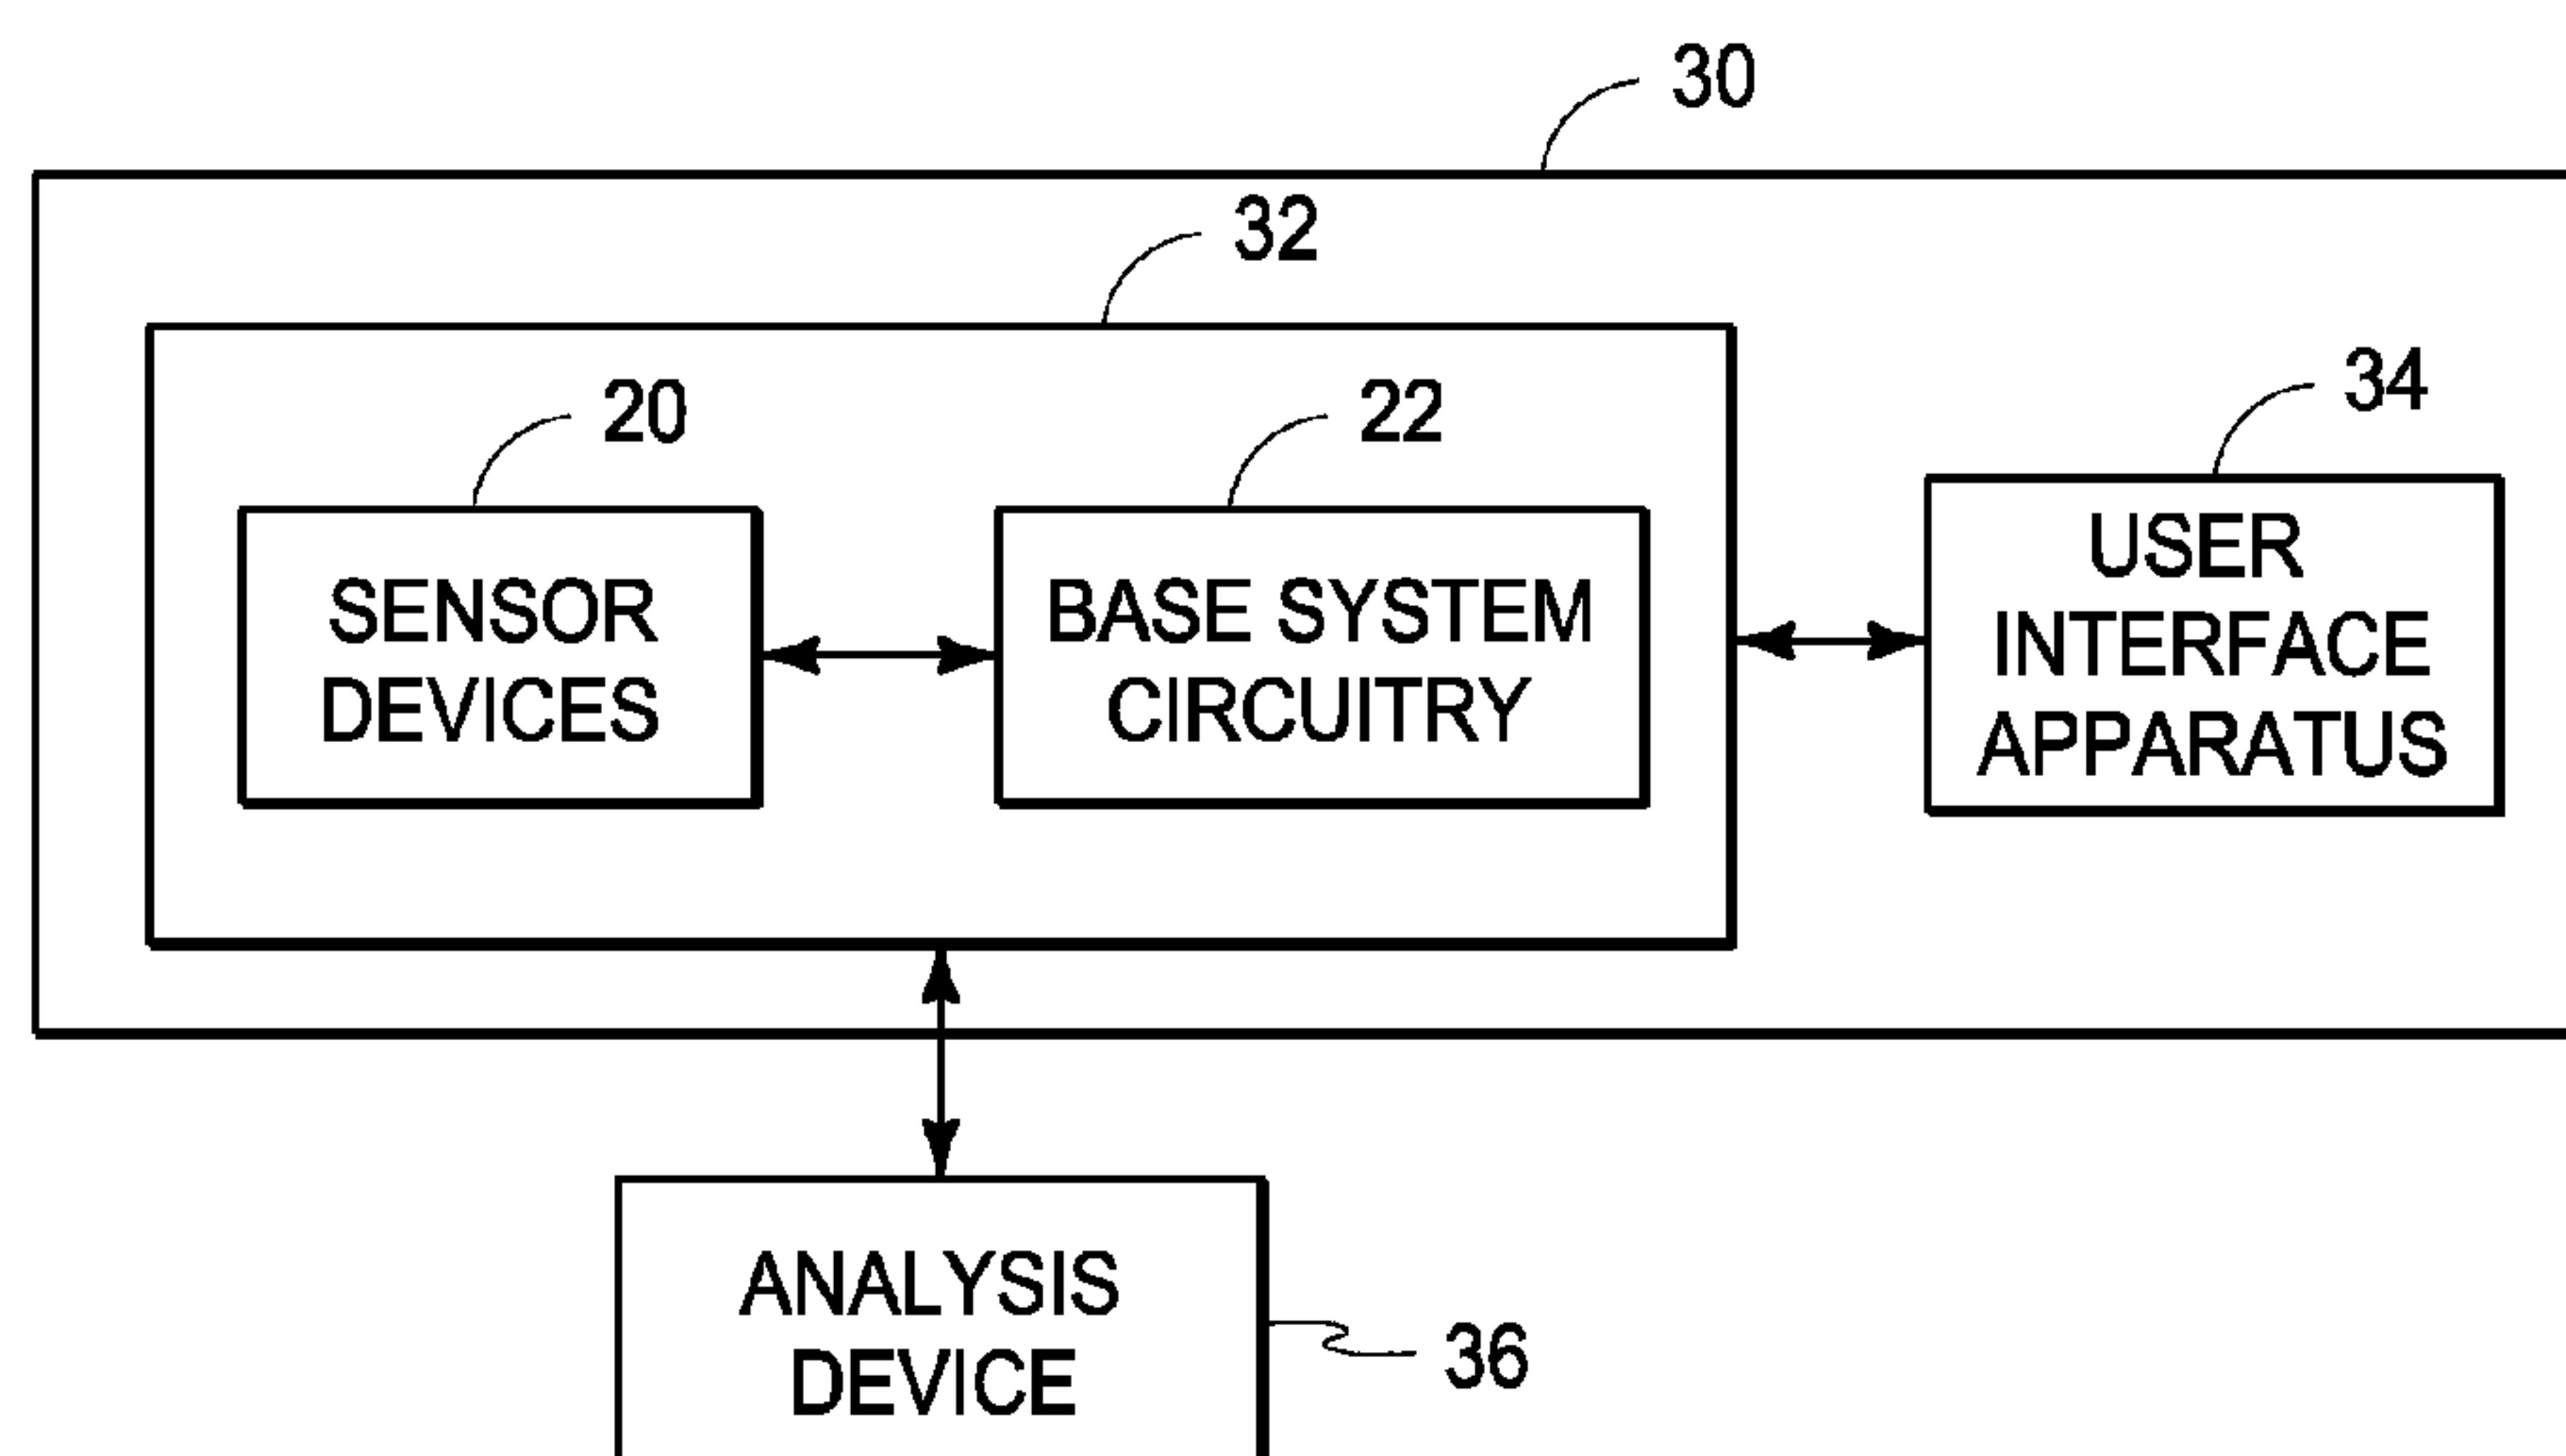 30
32
20
22
34
SENSOR
DEVICES
BASE SYSTEM
CIRCUITRY
USER
INTERFACE
APPARATUS
ANALYSIS
DEVICE
36